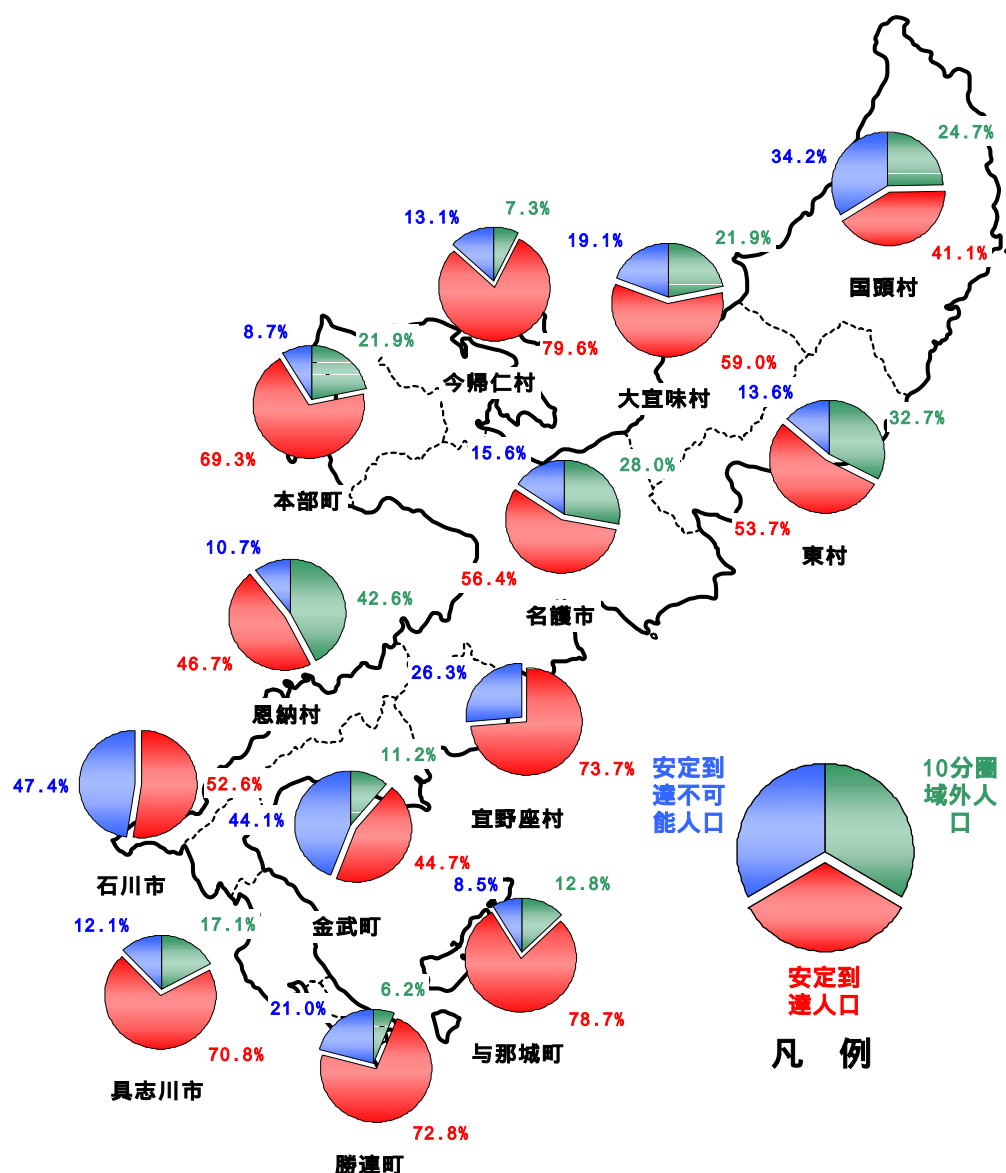 24.7%
34.2%
41.1%
国頭村
7.3%
13.1%
79.6%
今帰仁村
21.9%
19.1%
59.0%
大宜味村
8.7%
21.9%
69.3%
本部町
13.6%
32.7%
53.7%
東村
15.6%
28.0%
56.4%
名護市
10.7%
42.6%
46.7%
恩納村
26.3%
73.7%
宜野座村
47.4%
52.6%
石川市
11.2%
44.1%
44.7%
金武町
8.5%
12.8%
78.7%
与那城町
12.1%
17.1%
70.8%
具志川市
6.2%
21.0%
72.8%
勝連町
安定到
達不可
能人口
10分圏
域外人
口
安定到
達人口
凡 例